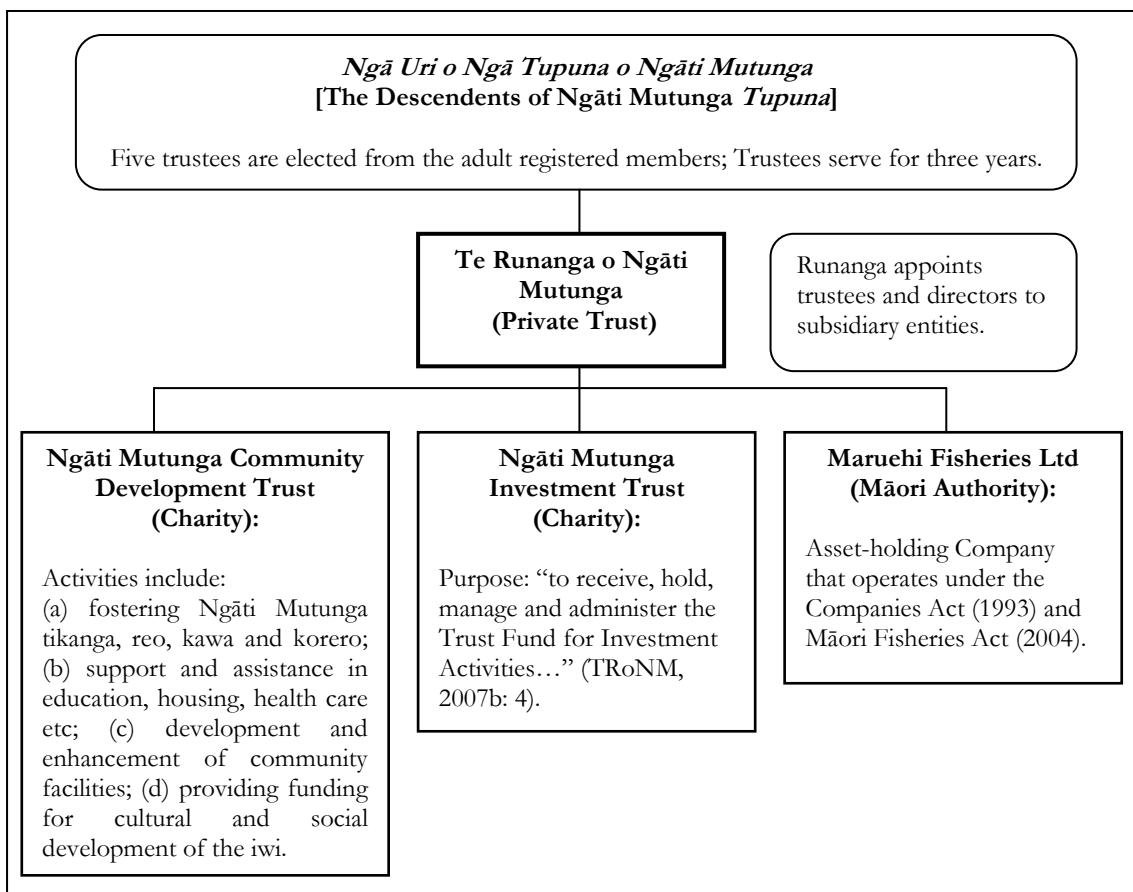 Ngā Uri o Ngā Tupuna o Ngāti Mutunga
[The Descendents of Ngāti Mutunga Tupuna]
Five trustees are elected from the adult registered members; Trustees serve for three years.
Te Runanga o Ngāti
Mutunga
(Private Trust)
Runanga appoints
trustees and directors to
subsidiary entities.
Ngāti Mutunga Community
Development Trust
(Charity):
Activities include:
(a) fostering Ngāti Mutunga
tikanga, reo, kawa and korero;
(b) support and assistance in
education, housing, health care
etc; (c) development and
enhancement of community
facilities; (d) providing funding
for cultural and social
development of the iwi.
Ngāti Mutunga
Investment Trust
(Charity):
Purpose: “to receive, hold,
manage and administer the
Trust Fund for Investment
Activities…” (TRoNM,
2007b: 4).
Maruehi Fisheries Ltd
(Māori Authority):
Asset-holding Company
that operates under the
Companies Act (1993) and
Māori Fisheries Act (2004).